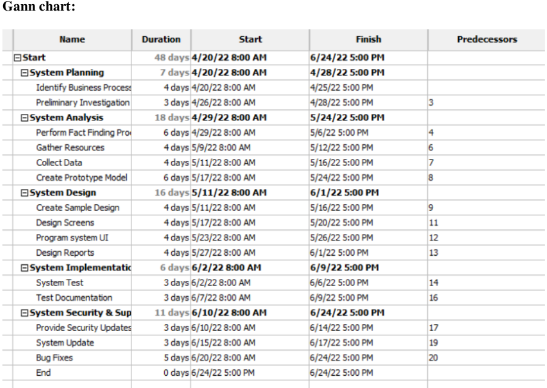 Gann chart:
Name Duration Start Finish Predecessors
Start 48 days 4/20/22 8:00 AM 6/24/22 5:00 PM
System Planning 7 days 4/20/22 8:00 AM 4/28/22 5:00 PM
Identify Business Process 4 days 4/20/22 8:00 AM 4/25/22 5:00 PM
Preliminary Investigation 3 days 4/26/22 8:00 AM 4/28/22 5:00 PM 3
System Analysis 18 days 4/29/22 8:00 AM 5/24/22 5:00 PM
Perform Fact Finding Pro 6 days 4/29/22 8:00 AM 5/6/22 5:00 PM 4
Gather Resources 4 days 5/9/22 8:00 AM 5/12/22 5:00 PM 6
Collect Data 4 days 5/11/22 8:00 AM 5/16/22 5:00 PM 7
Create Prototype Model 6 days 5/17/22 8:00 AM 5/24/22 5:00 PM 8
System Design 16 days 5/11/22 8:00 AM 6/1/22 5:00 PM
Create Sample Design 4 days 5/11/22 8:00 AM 5/16/22 5:00 PM 9
Design Screens 4 days 5/17/22 8:00 AM 5/20/22 5:00 PM 11
Program system UI 4 days 5/23/22 8:00 AM 5/26/22 5:00 PM 12
Design Reports 4 days 5/27/22 8:00 AM 6/1/22 5:00 PM 13
System Implementatic 6 days 6/2/22 8:00 AM 6/9/22 5:00 PM
System Test 3 days 6/2/22 8:00 AM 6/6/22 5:00 PM 14
Test Documentation 3 days 6/7/22 8:00 AM 6/9/22 5:00 PM 16
System Security & Sup 11 days 6/10/22 8:00 AM 6/24/22 5:00 PM
Provide Security Updates 3 days 6/10/22 8:00 AM 6/14/22 5:00 PM 17
System Update 3 days 6/15/22 8:00 AM 6/17/22 5:00 PM 19
Bug Fixes 5 days 6/20/22 8:00 AM 6/24/22 5:00 PM 20
End 0 days 6/24/22 5:00 PM 6/24/22 5:00 PM